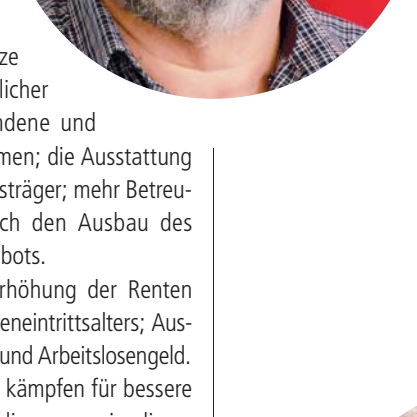 ze
licher
ndene und
men; die Ausstattung
sträger; mehr Betreu-
ch den Ausbau des
bots.
rhöhung der Renten
eneintrittsalters; Aus-
und Arbeitslosengeld.
kämpfen für bessere